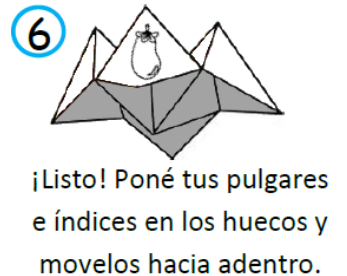 6
¡Listo! Poné tus pulgares
e índices en los huecos y
movelos hacia adentro.